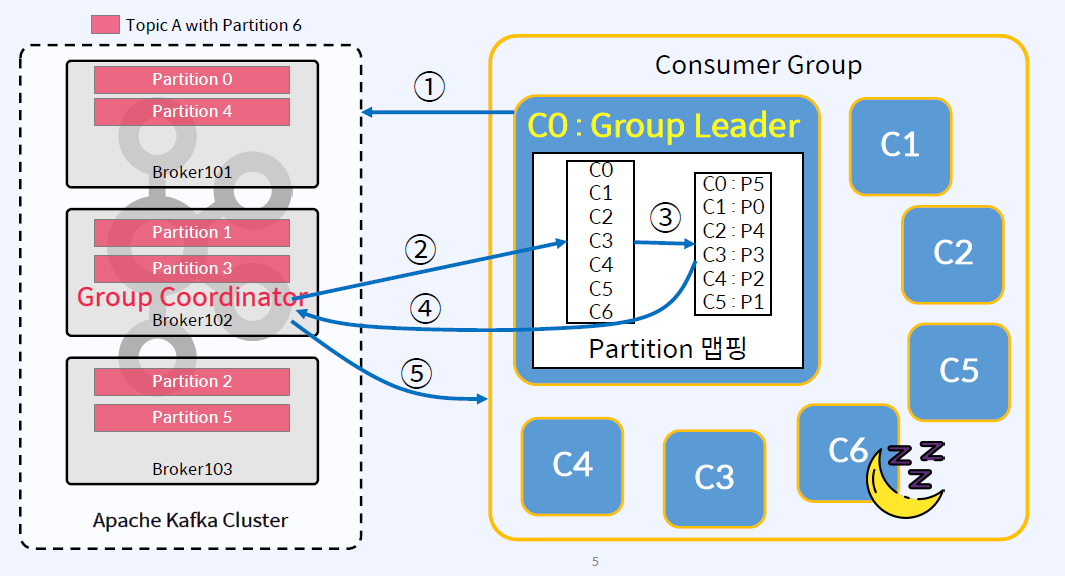 Topic A with Partition 6
Partition 0
Partition 4
Broker101
Partition 1
Partition 3
Group Coordinator
Broker102
Partition 2
Partition 5
Broker103
Apache Kafka Cluster
①
②
④
⑤
Consumer Group
C0 : Group Leader
C0
C1
C2
C3
C4
C5
C6
③
C0 : P5
C1 : P0
C2 : P4
C3 : P3
C4 : P2
C5 : P1
Partition 맵핑
C1
C2
C5
C4
C3
C6
Z Z
Z
5